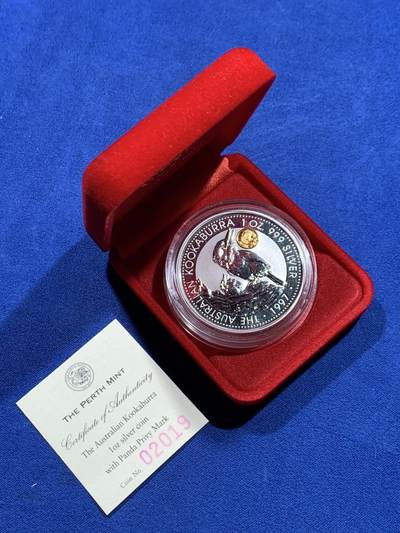 THE AUSTRALIAN KOOKABURRA 1 OZ 999 SILVER 1997
THE PERTH MINT
Certificate of Authenticity
The Australian Kookaburra
1oz silver coin
with Panda Privy Mark
Coin No. 02019